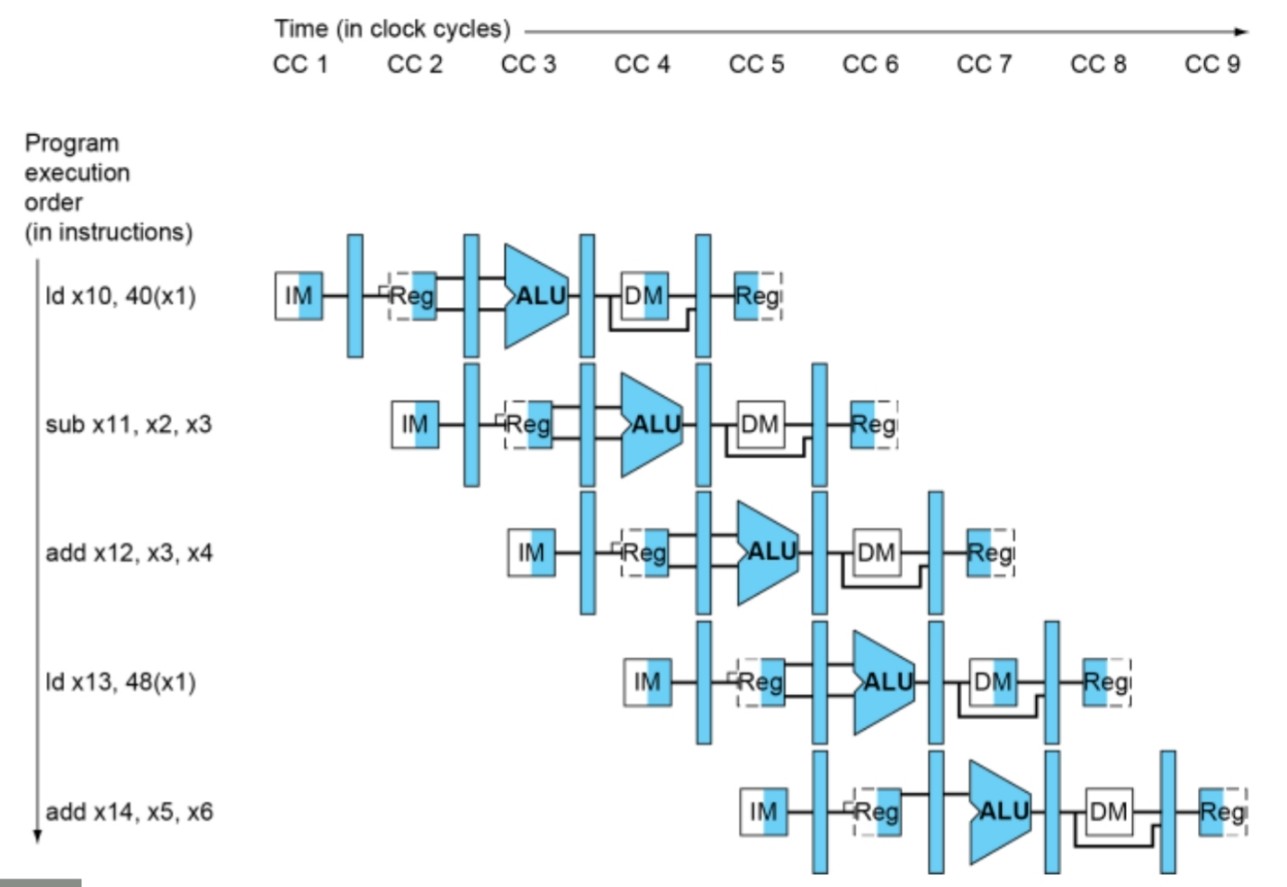 Time (in clock cycles)
CC 1 CC 2 CC 3 CC 4 CC 5 CC 6 CC 7 CC 8 CC 9
Program
execution
order
(in instructions)
ld x10, 40(x1) IM Reg ALU DM Reg
sub x11, x2, x3 IM Reg ALU DM Reg
add x12, x3, x4 IM Reg ALU DM Reg
ld x13, 48(x1) IM Reg ALU DM Reg
add x14, x5, x6 IM Reg ALU DM Reg